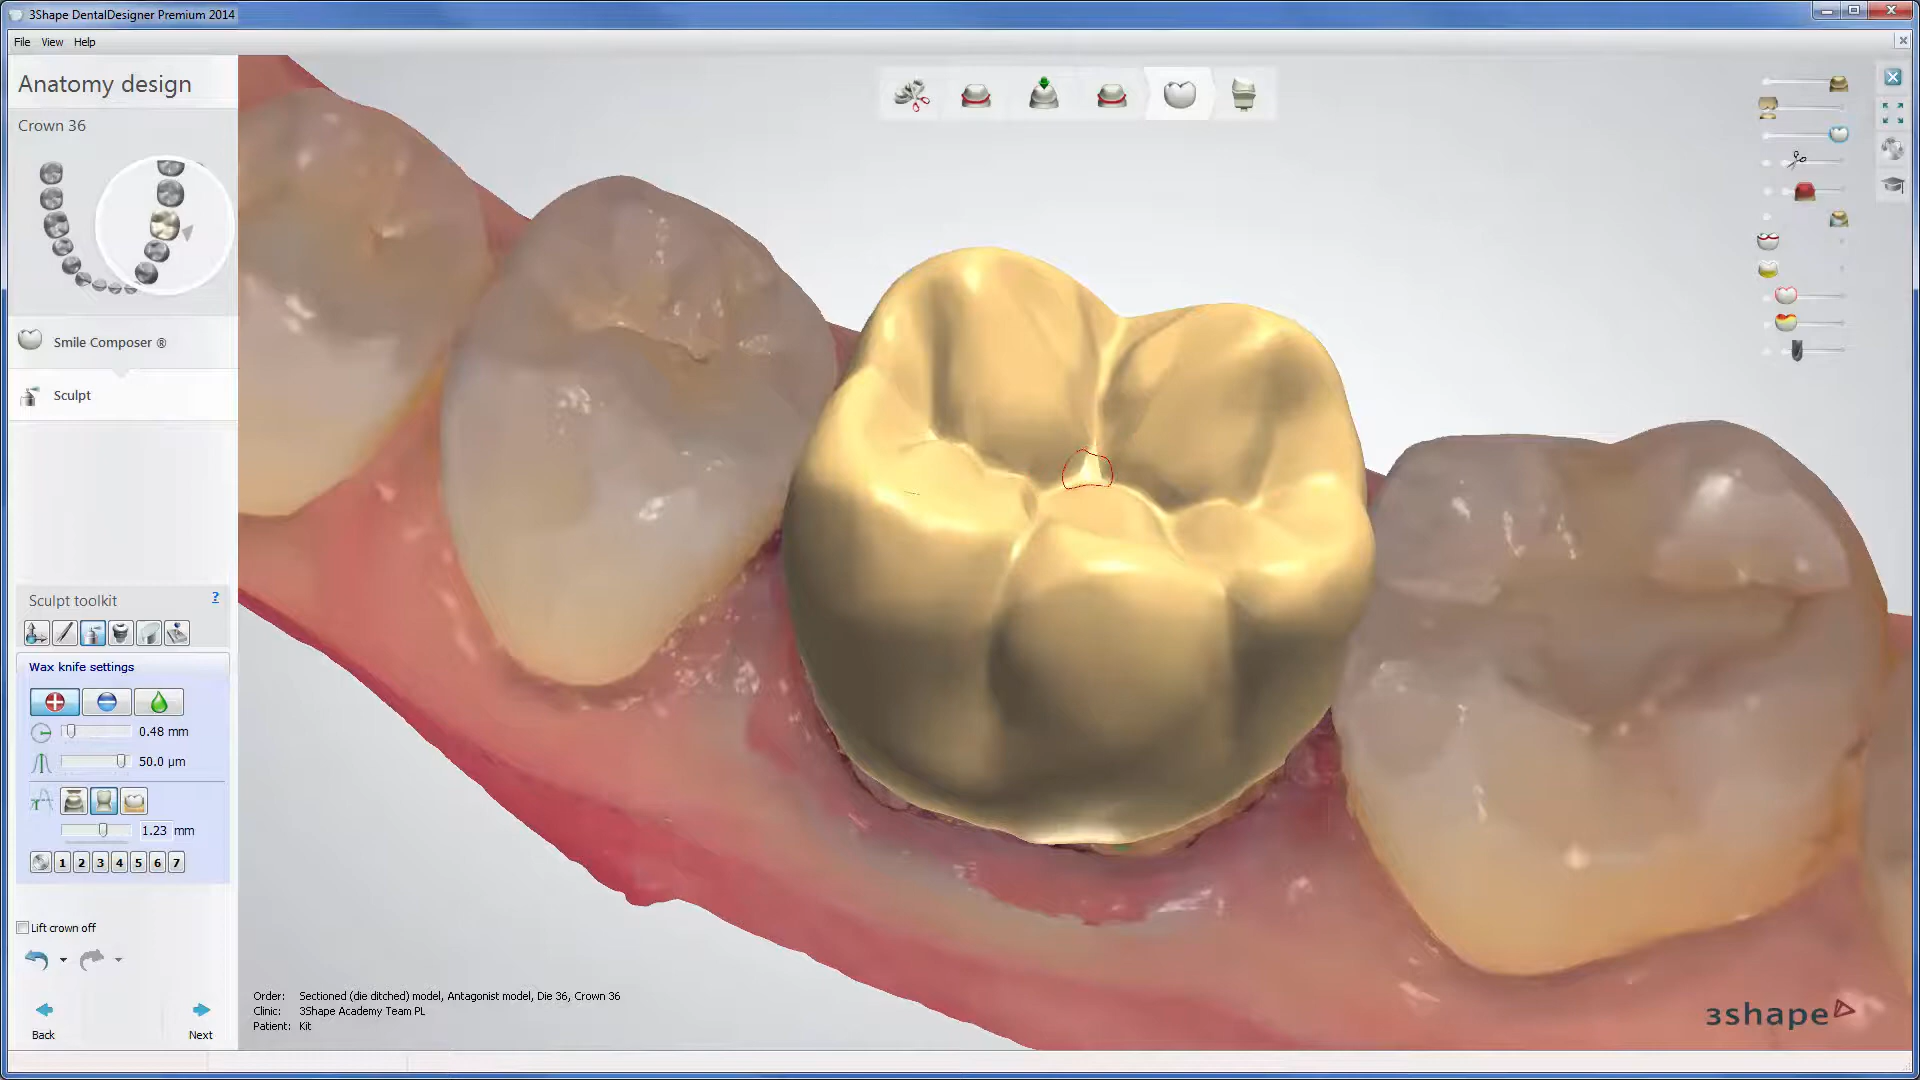 3Shape DentalDesigner Premium 2014
File View Help
Anatomy design
Crown 36
Smile Composer ®
Sculpt
Sculpt toolkit ?
Wax knife settings
0.48 mm
50.0 µm
1.23 mm
1 2 3 4 5 6 7
Lift crown off
Back Next
Order: Sectioned (die ditched) model, Antagonist model, Die 36, Crown 36
Clinic: 3Shape Academy Team PL
Patient: Kit
3shape